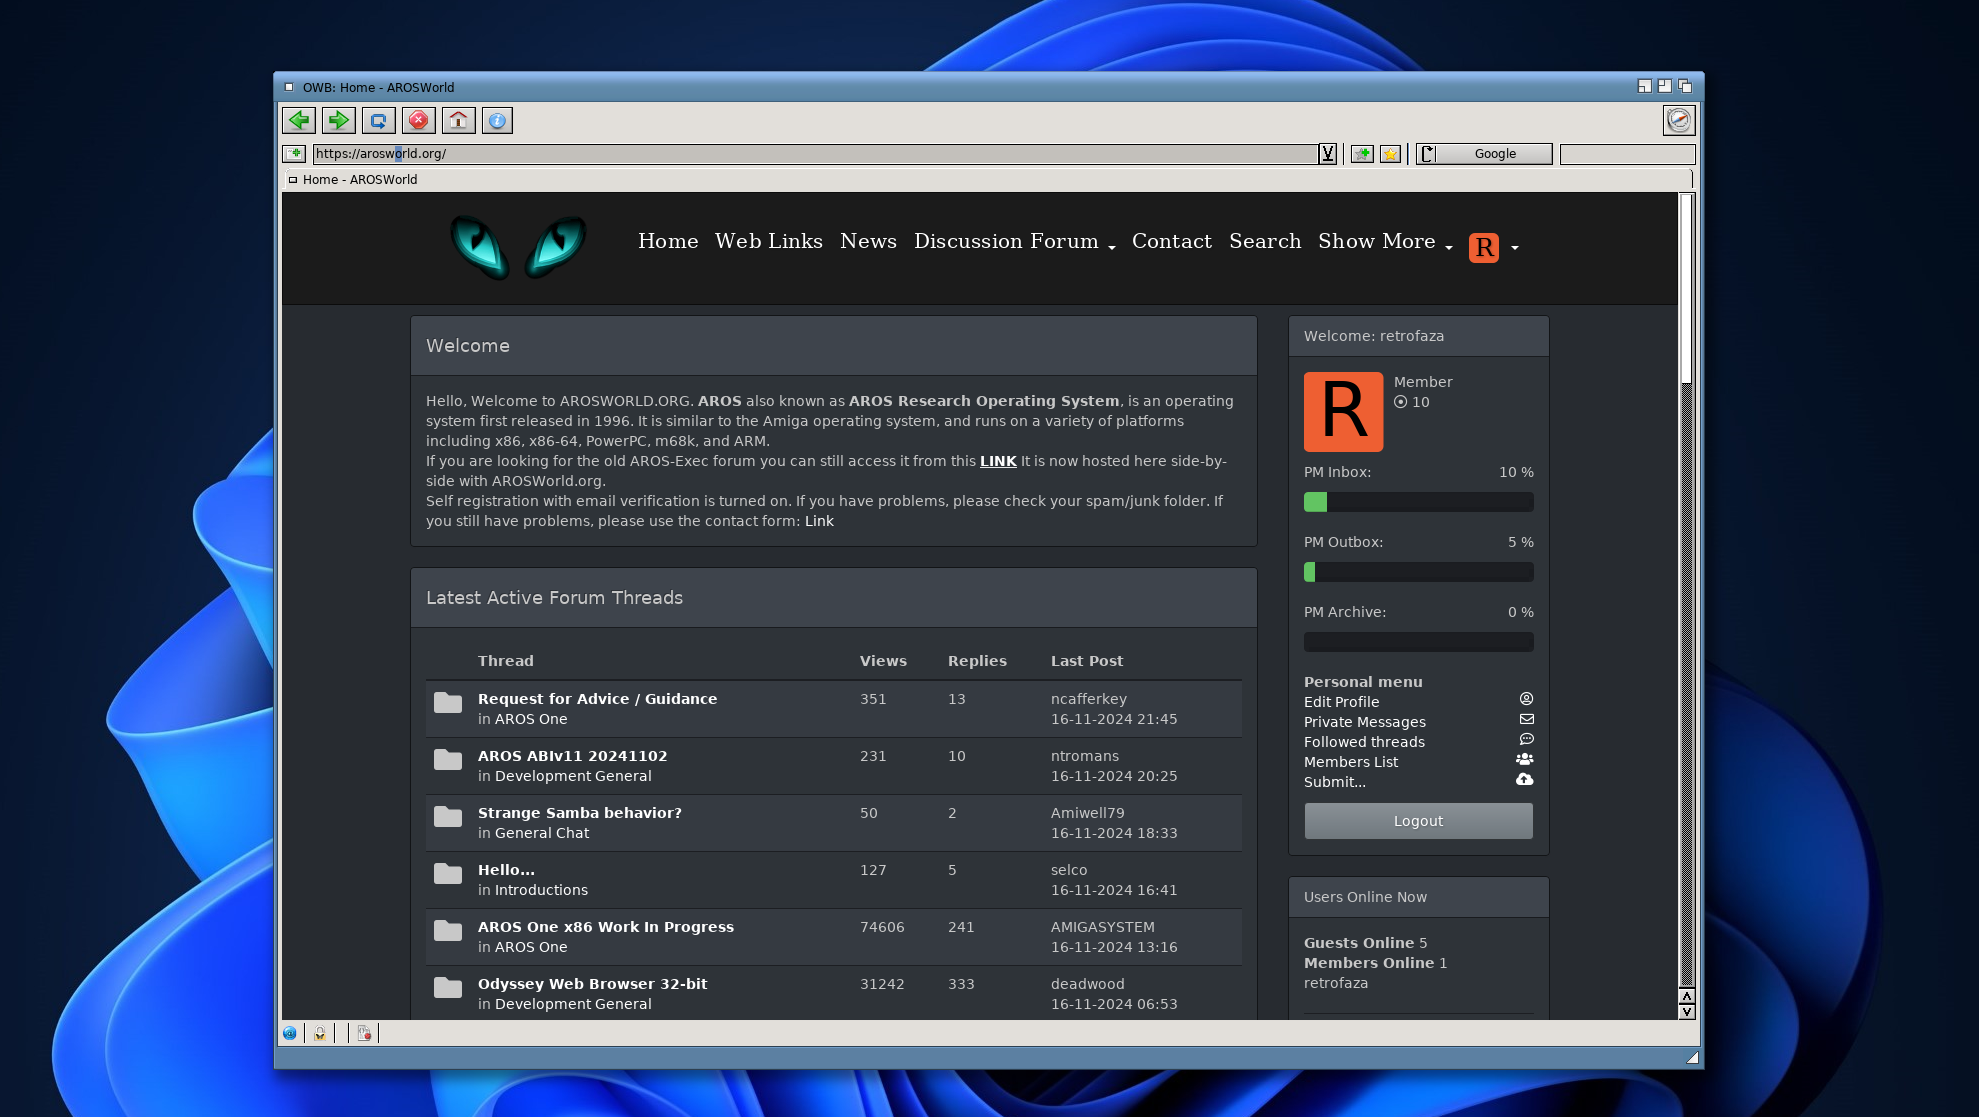 OWB: Home - AROSWorld
https://arosworld.org/
Google
Home - AROSWorld
Home Web Links News Discussion Forum Contact Search Show More R
Welcome
Hello, Welcome to AROSWORLD.ORG. AROS also known as AROS Research Operating System, is an operating
system first released in 1996. It is similar to the Amiga operating system, and runs on a variety of platforms
including x86, x86-64, PowerPC, m68k, and ARM.
If you are looking for the old AROS-Exec forum you can still access it from this LINK It is now hosted here side-by-
side with AROSWorld.org.
Self registration with email verification is turned on. If you have problems, please check your spam/junk folder. If
you still have problems, please use the contact form: Link
Latest Active Forum Threads
Thread Views Replies Last Post
Request for Advice / Guidance 351 13 ncafferkey
in AROS One 16-11-2024 21:45
AROS ABIv11 20241102 231 10 ntromans
in Development General 16-11-2024 20:25
Strange Samba behavior? 50 2 Amiwell79
in General Chat 16-11-2024 18:33
Hello... 127 5 selco
in Introductions 16-11-2024 16:41
AROS One x86 Work In Progress 74606 241 AMIGASYSTEM
in AROS One 16-11-2024 13:16
Odyssey Web Browser 32-bit 31242 333 deadwood
in Development General 16-11-2024 06:53
Welcome: retrofaza
R
Member
10
PM Inbox: 10 %
PM Outbox: 5 %
PM Archive: 0 %
Personal menu
Edit Profile
Private Messages
Followed threads
Members List
Submit...
Logout
Users Online Now
Guests Online 5
Members Online 1
retrofaza